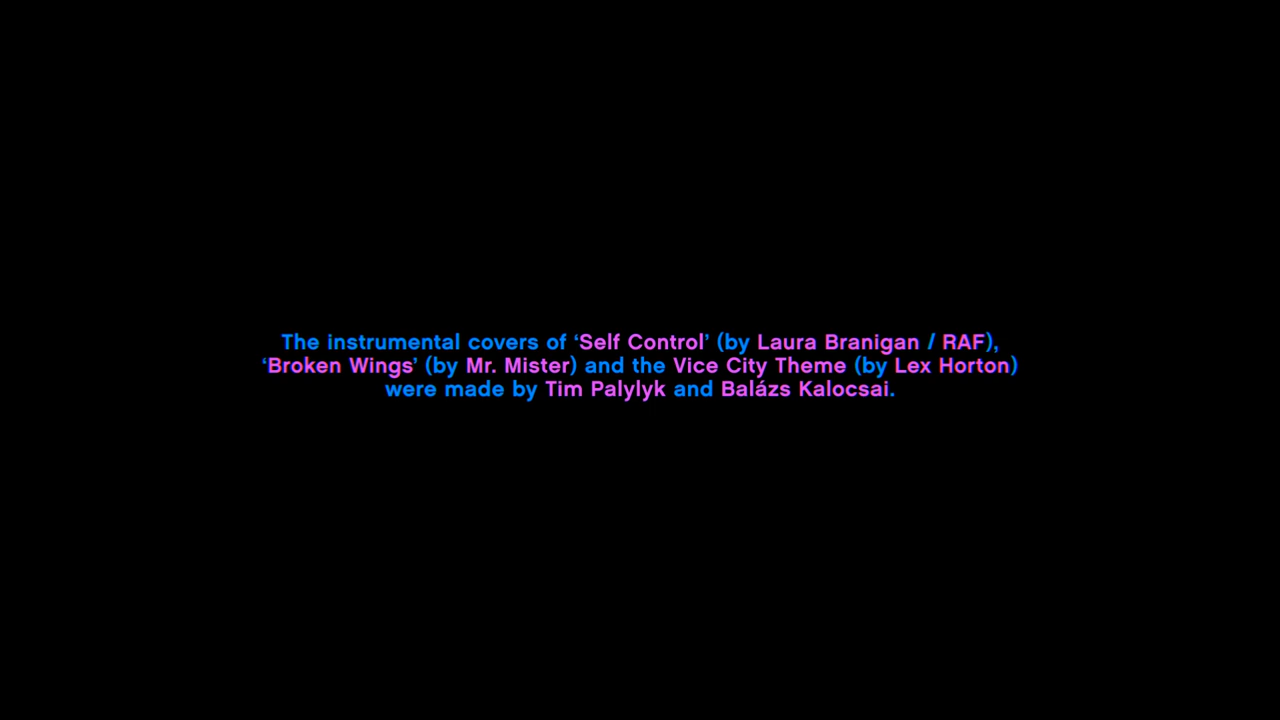 The instrumental covers of ‘Self Control’ (by Laura Branigan / RAF),
‘Broken Wings’ (by Mr. Mister) and the Vice City Theme (by Lex Horton)
were made by Tim Palylyk and Balázs Kalocsai.